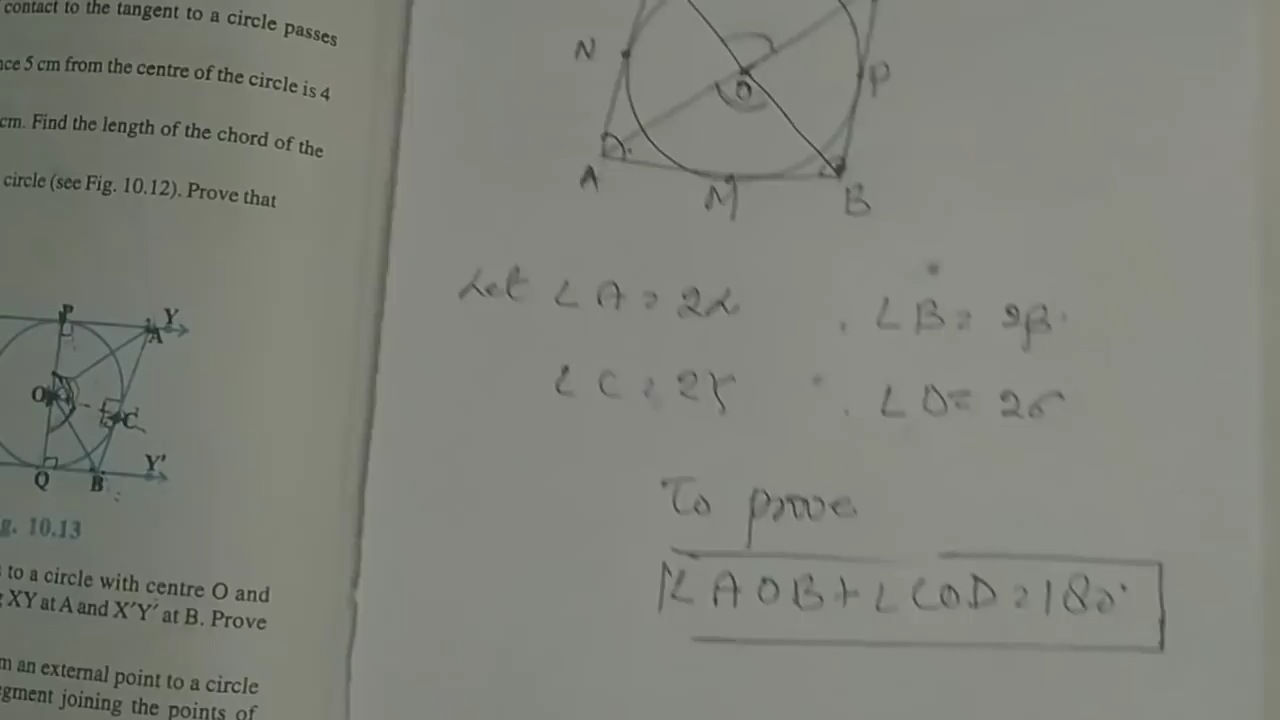 contact to the tangent to a circle passes
nce 5 cm from the centre of the circle is 4
cm. Find the length of the chord of the
circle (see Fig. 10.12). Prove that
P Y
A
O C
Y'
Q B
g. 10.13
to a circle with centre O and
XY at A and X'Y' at B. Prove
m an external point to a circle
gment joining the points of
N P
O
A M B
Let ∠A = 2α , ∠B = 2β
∠C = 2γ , ∠D = 2σ
To prove
∠AOB + ∠COD = 180°